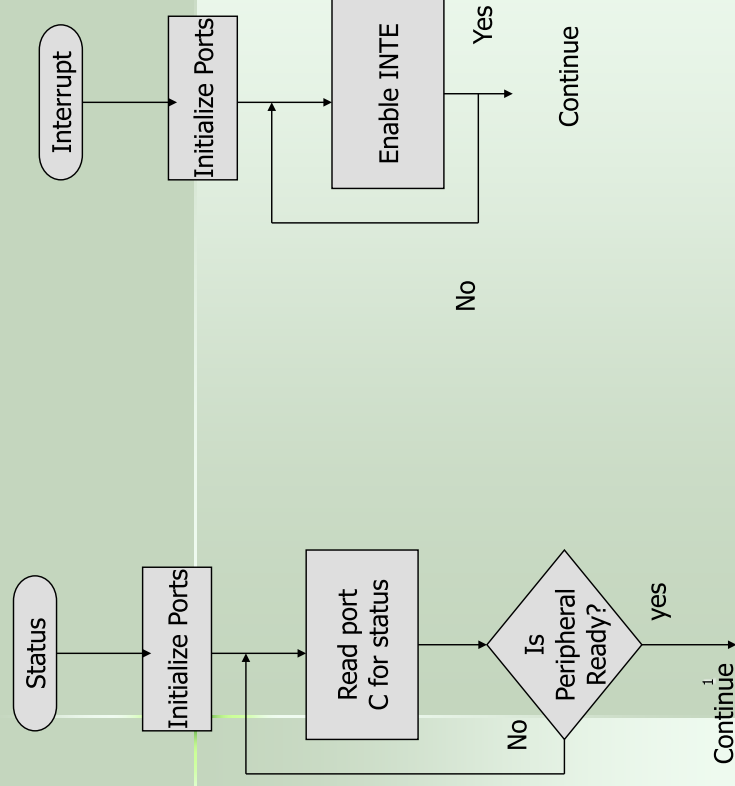 Status
Initialize Ports
Read port
C for status
Is
Peripheral
Ready?
No
yes
Continue
1
Interrupt
Initialize Ports
Enable INTE
No
Yes
Continue